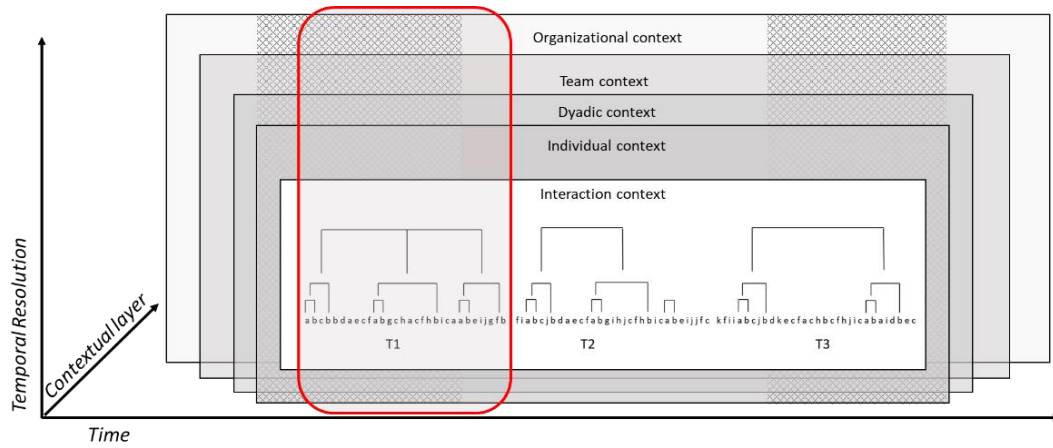 Organizational context
Team context
Dyadic context
Individual context
Interaction context
a b c b b d a e c f a b g c h a c f h b i c a a b e i j g f b
f i a b c j b d a e c f a b g i h j c f h b i c a b e i j j f c
k f i i a b c j b d k e c f a c h b c f h j i c a b a i d b e c
T1
T2
T3
Temporal Resolution
Contextual layer
Time